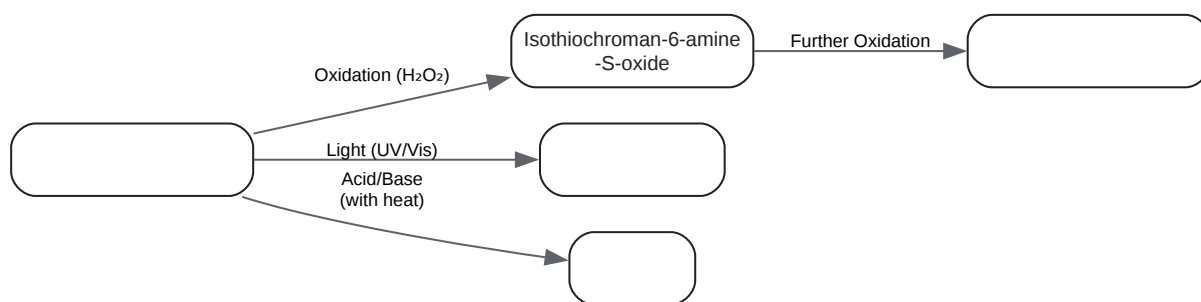 Isothiochroman-6-amine
-S-oxide
Further Oxidation
Oxidation (H₂O₂)
Light (UV/Vis)
Acid/Base
(with heat)